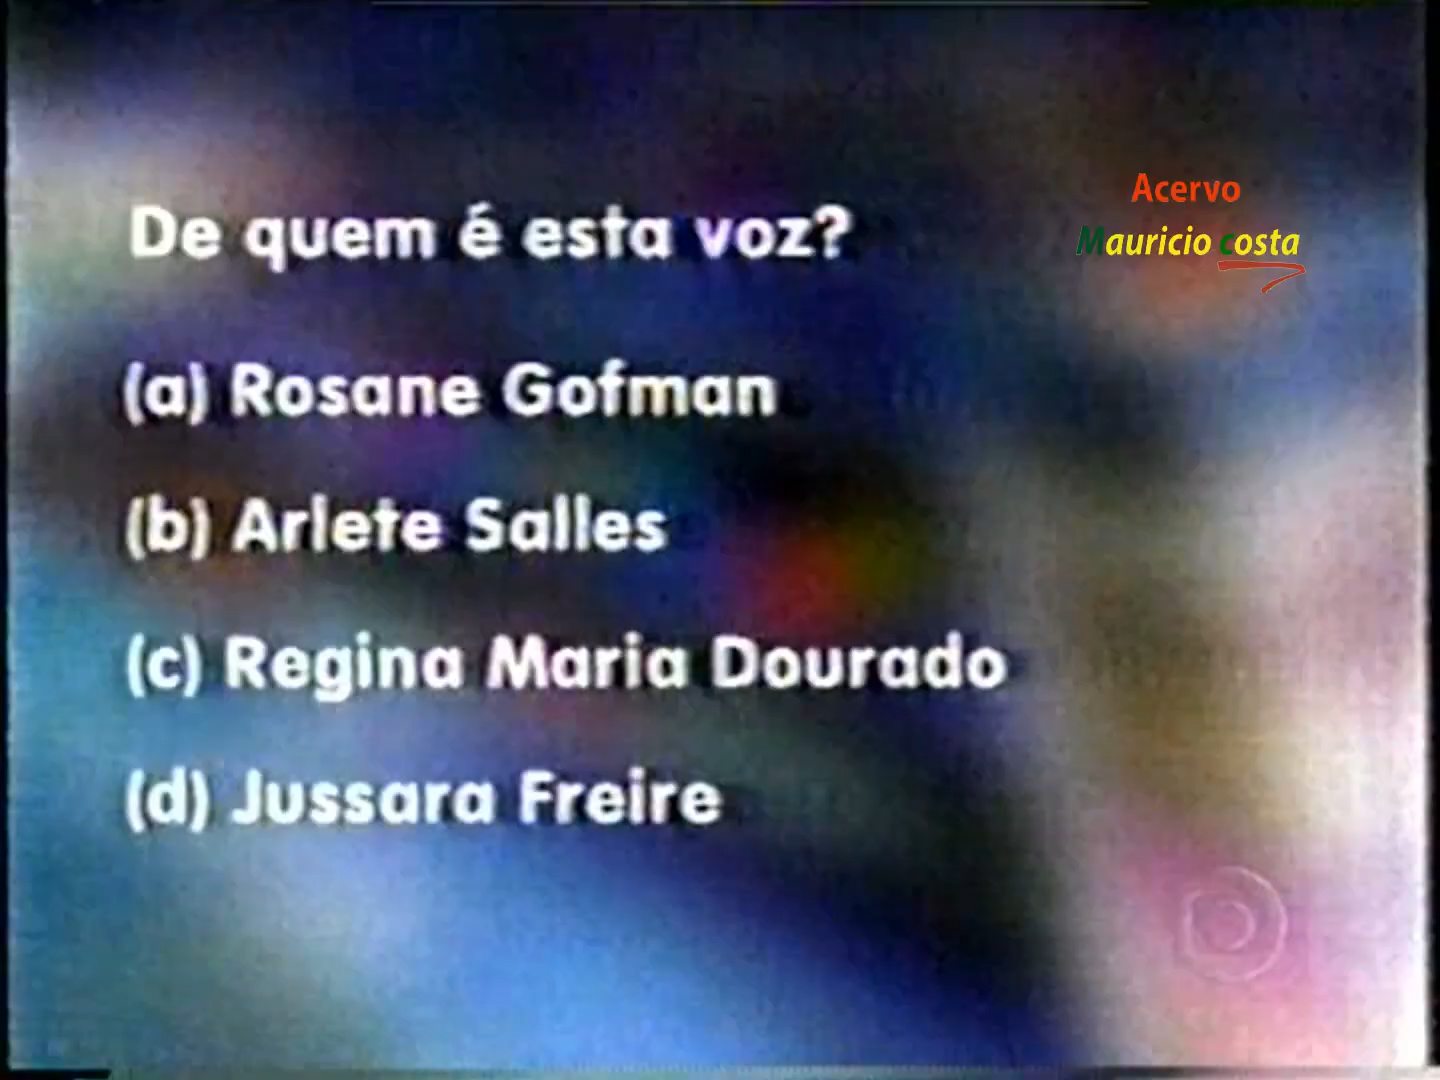 De quem é esta voz?
Acervo
Mauricio costa
(a) Rosane Gofman
(b) Arlete Salles
(c) Regina Maria Dourado
(d) Jussara Freire